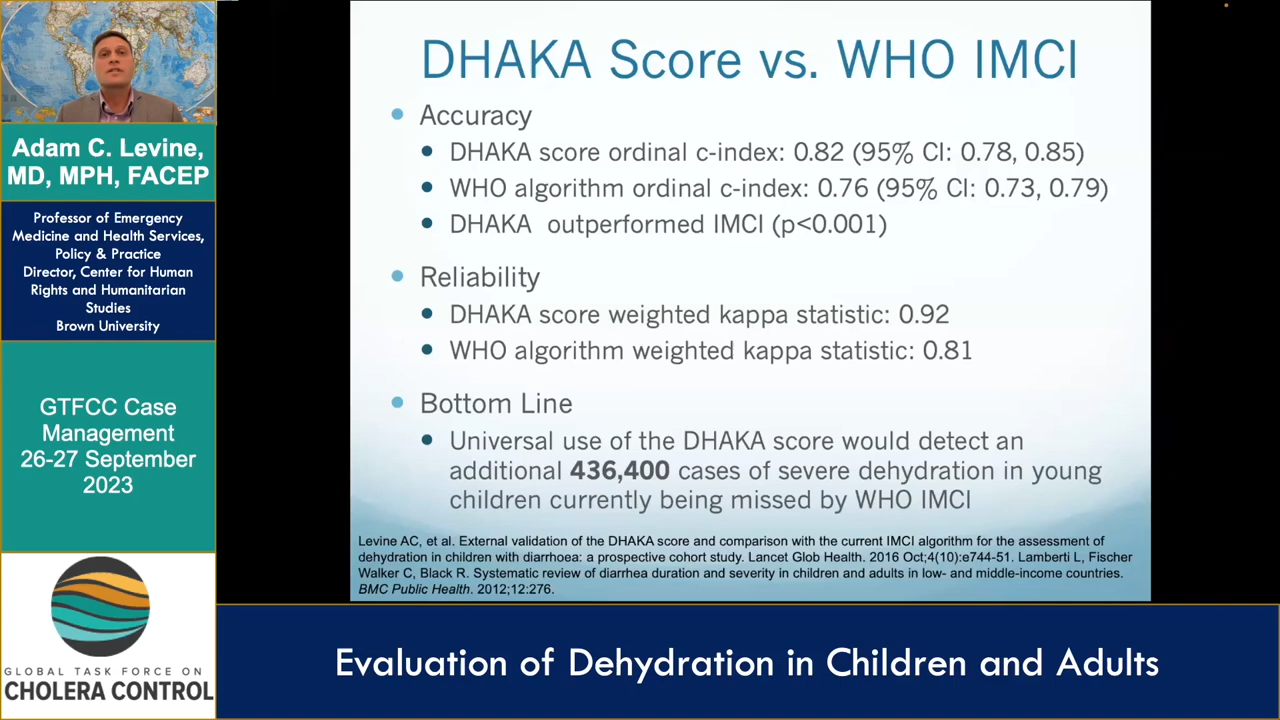 Adam C. Levine,
MD, MPH, FACEP
Professor of Emergency
Medicine and Health Services,
Policy & Practice
Director, Center for Human
Rights and Humanitarian
Studies
Brown University
GTFCC Case
Management
26-27 September
2023
GLOBAL TASK FORCE ON
CHOLERA CONTROL
DHAKA Score vs. WHO IMCI
Accuracy
DHAKA score ordinal c-index: 0.82 (95% CI: 0.78, 0.85)
WHO algorithm ordinal c-index: 0.76 (95% CI: 0.73, 0.79)
DHAKA outperformed IMCI (p<0.001)
Reliability
DHAKA score weighted kappa statistic: 0.92
WHO algorithm weighted kappa statistic: 0.81
Bottom Line
Universal use of the DHAKA score would detect an
additional 436,400 cases of severe dehydration in young
children currently being missed by WHO IMCI
Levine AC, et al. External validation of the DHAKA score and comparison with the current IMCI algorithm for the assessment of
dehydration in children with diarrhoea: a prospective cohort study. Lancet Glob Health. 2016 Oct;4(10):e744-51. Lamberti L, Fischer
Walker C, Black R. Systematic review of diarrhea duration and severity in children and adults in low- and middle-income countries.
BMC Public Health. 2012;12:276.
Evaluation of Dehydration in Children and Adults